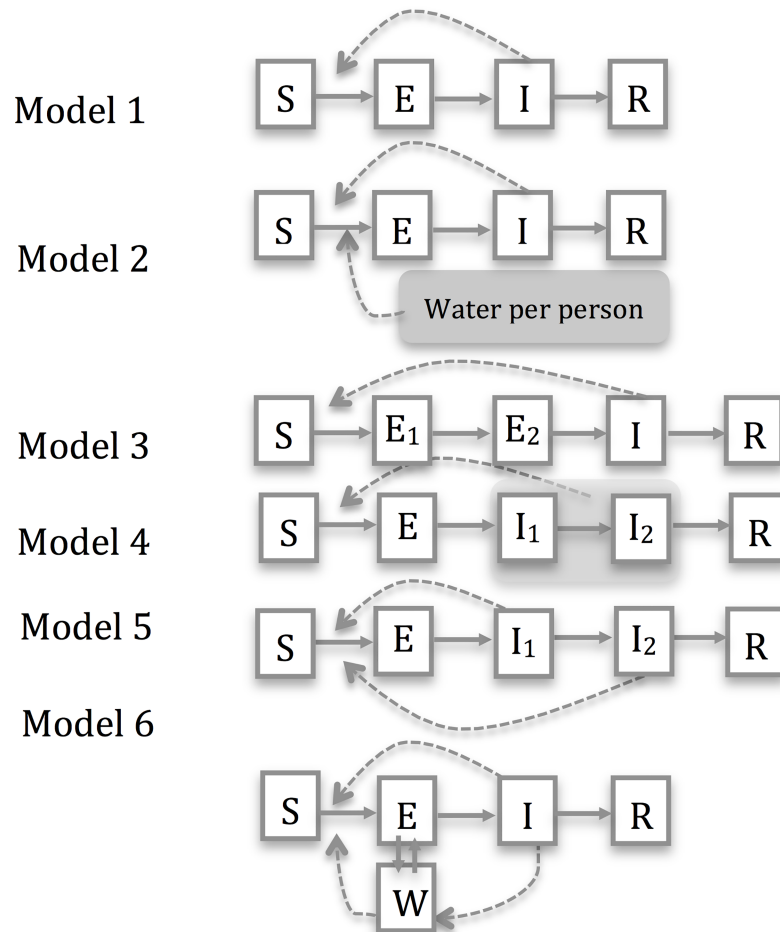 Model 1
S E I R
Model 2
S E I R
Water per person
Model 3
S E₁ E₂ I R
Model 4
S E I₁ I₂ R
Model 5
S E I₁ I₂ R
Model 6
S E I R
W